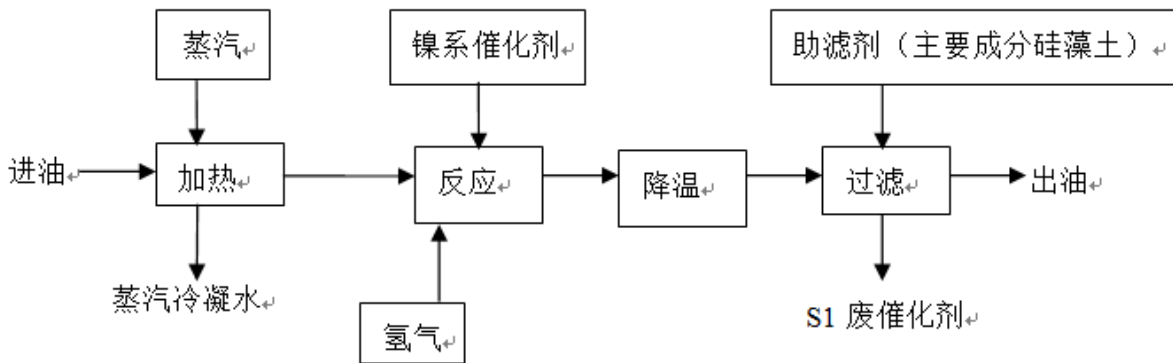 蒸汽
镍系催化剂
助滤剂（主要成分硅藻土）
进油
加热
反应
降温
过滤
出油
蒸汽冷凝水
氢气
S1 废催化剂